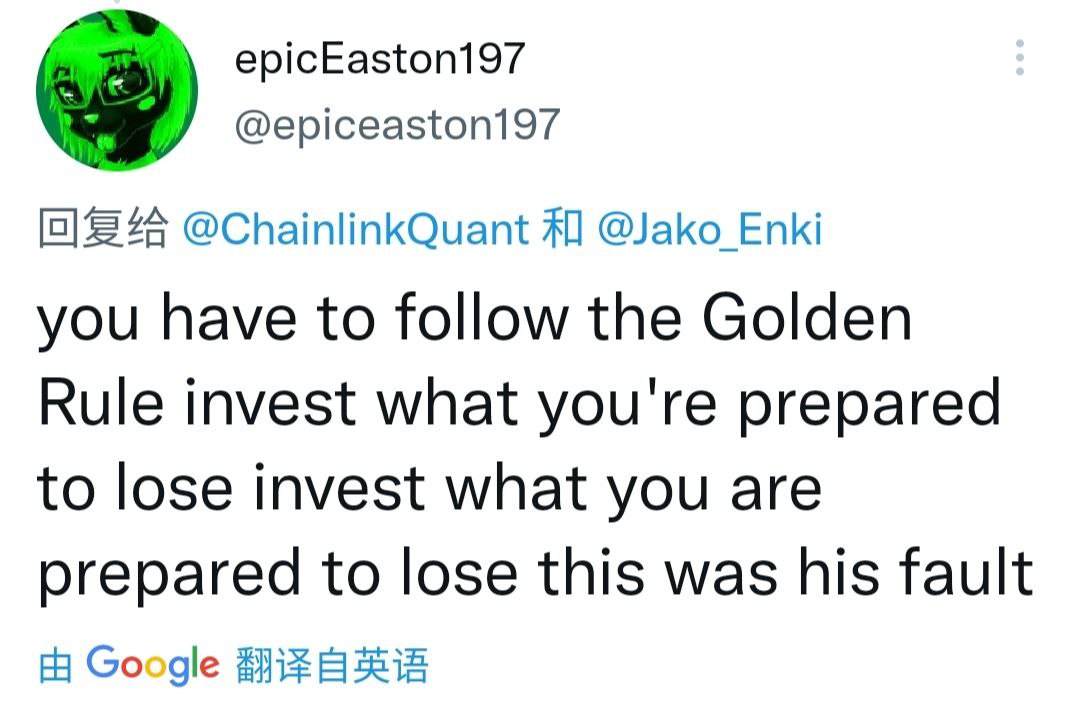 epicEaston197
@epiceaston197
回复给 @ChainlinkQuant 和 @Jako_Enki
you have to follow the Golden
Rule invest what you're prepared
to lose invest what you are
prepared to lose this was his fault
由 Google 翻译自英语